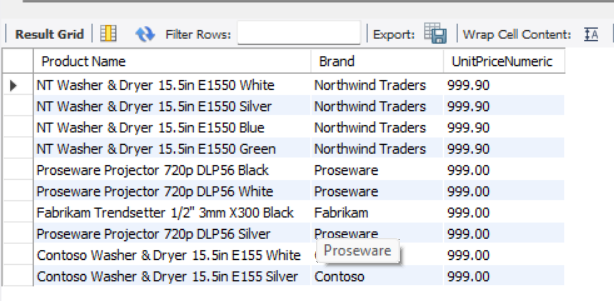 Result Grid Filter Rows: Export: Wrap Cell Content: IA
Product Name Brand UnitPriceNumeric
NT Washer & Dryer 15.5in E1550 White Northwind Traders 999.90
NT Washer & Dryer 15.5in E1550 Silver Northwind Traders 999.90
NT Washer & Dryer 15.5in E1550 Blue Northwind Traders 999.90
NT Washer & Dryer 15.5in E1550 Green Northwind Traders 999.90
Proseware Projector 720p DLP56 Black Proseware 999.00
Proseware Projector 720p DLP56 White Proseware 999.00
Fabrikam Trendsetter 1/2" 3mm X300 Black Fabrikam 999.00
Proseware Projector 720p DLP56 Silver Proseware 999.00
Proseware
Contoso Washer & Dryer 15.5in E155 White 999.00
Contoso Washer & Dryer 15.5in E155 Silver Contoso 999.00